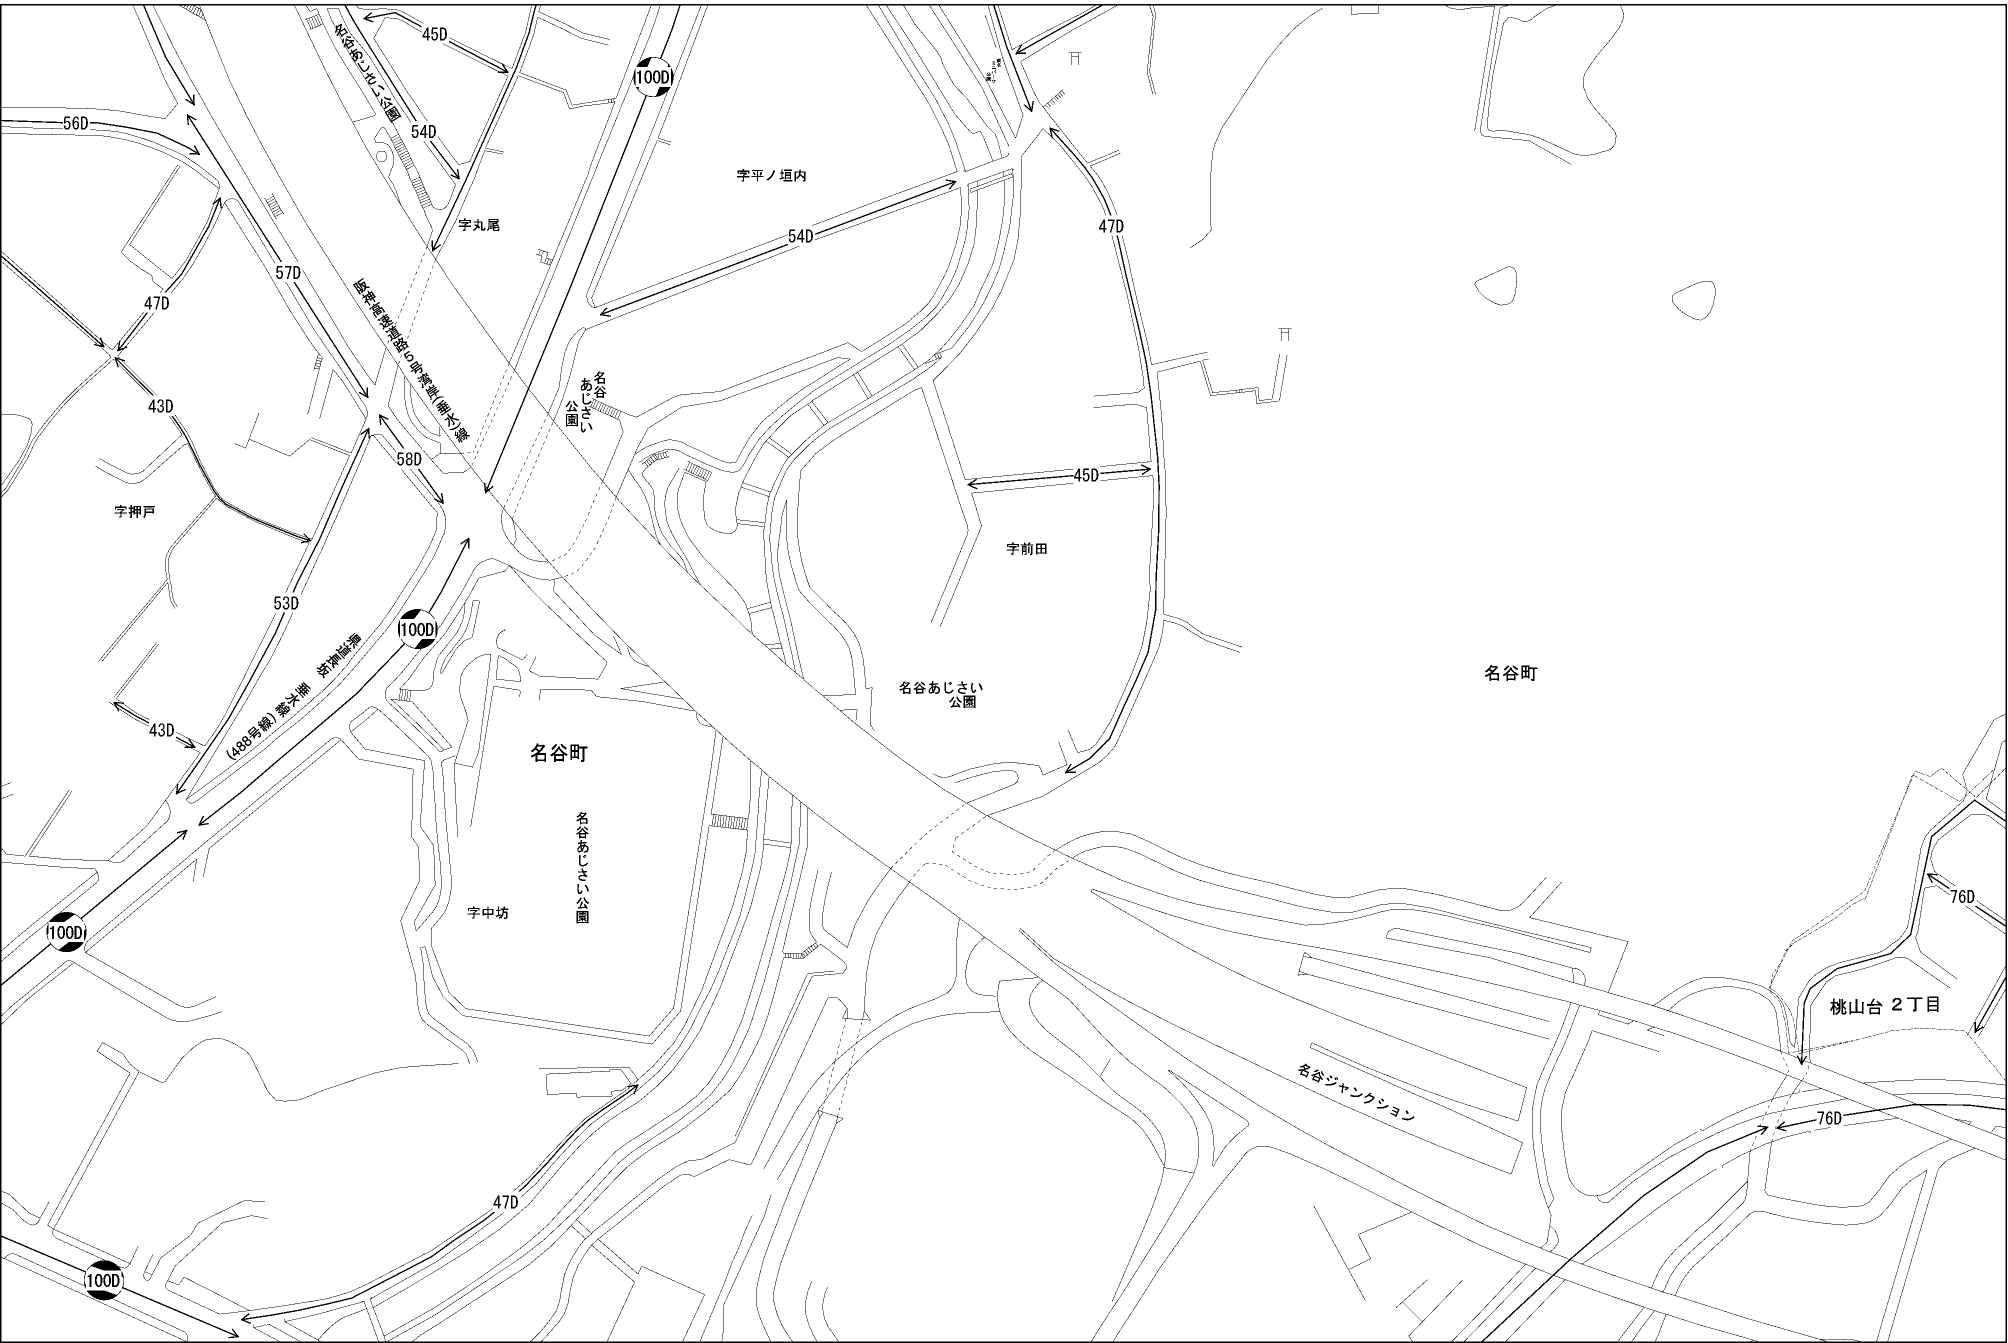 45D
名谷あじさい公園
100D
54D
56D
字平ノ垣内
字丸尾
47D
54D
57D
47D
阪神高速道路5号湾岸(垂水)線
名谷
あじさい
公園
43D
58D
45D
字押戸
字前田
53D
100D
県道長坂垂水線(488号線)
名谷町
名谷あじさい
公園
43D
名谷町
名谷あじさい公園
76D
字中坊
100D
桃山台 2丁目
名谷ジャンクション
76D
47D
100D